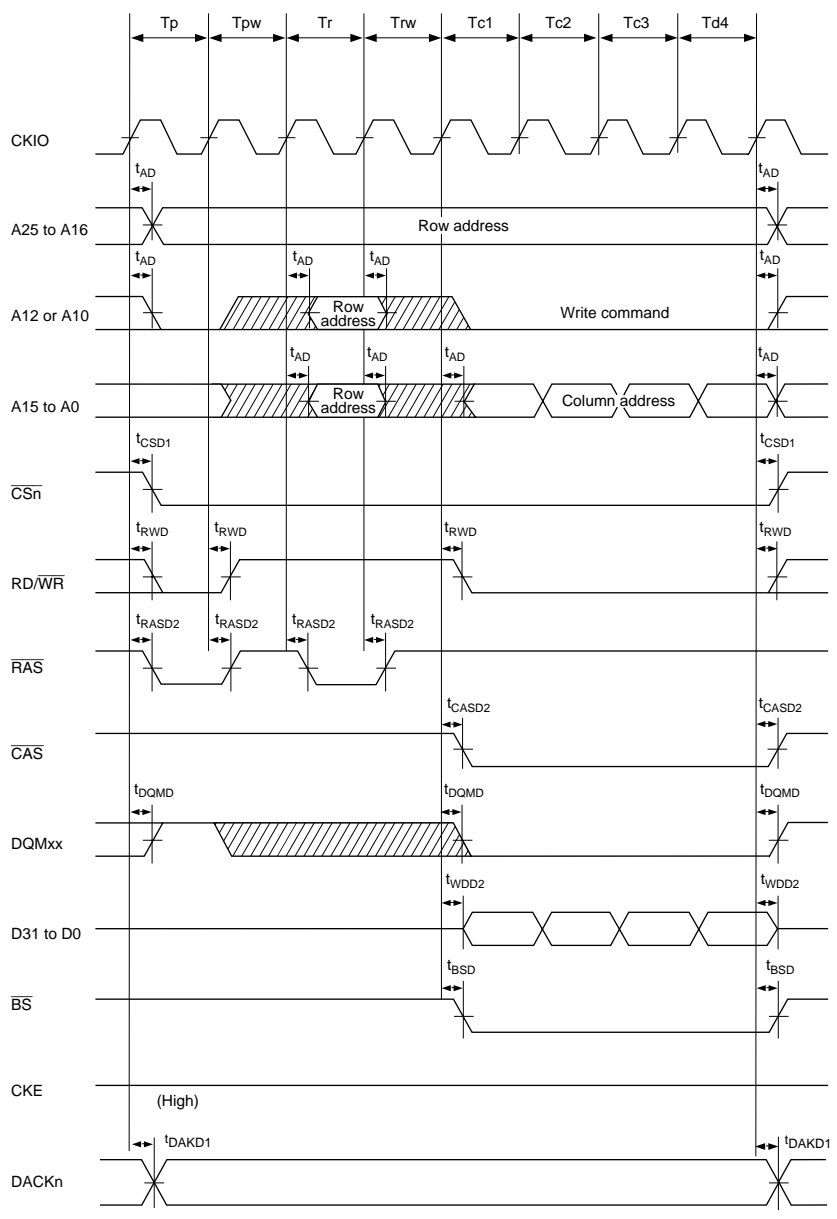 Tp Tpw Tr Trw Tc1 Tc2 Tc3 Td4
CKIO
tAD tAD
A25 to A16 Row address
tAD tAD tAD tAD
A12 or A10 Row address Write command
tAD tAD tAD tAD
A15 to A0 Row address Column address
tCSD1 tCSD1
CSn
tRWD tRWD tRWD tRWD
RD/WR
tRASD2 tRASD2 tRASD2 tRASD2
RAS
tCASD2 tCASD2
CAS
tDQMD tDQMD tDQMD
DQMxx
tWDD2 tWDD2
D31 to D0
tBSD tBSD
BS
CKE
(High)
tDAKD1 tDAKD1
DACKn